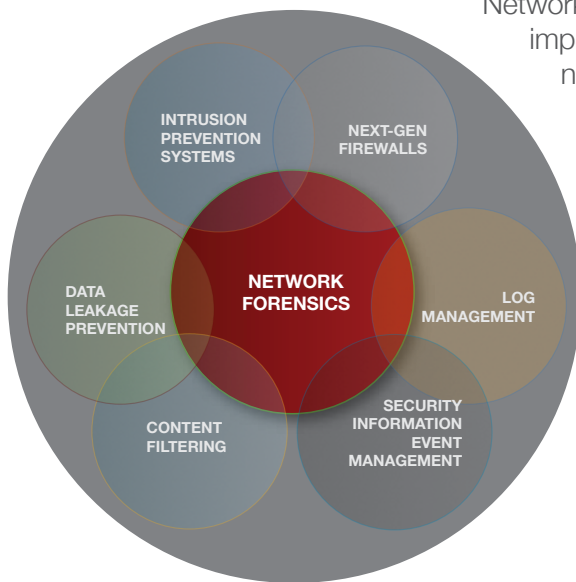 Network
imp
n
INTRUSION
PREVENTION
SYSTEMS
NEXT-GEN
FIREWALLS
NETWORK
FORENSICS
DATA
LEAKAGE
PREVENTION
LOG
MANAGEMENT
CONTENT
FILTERING
SECURITY
INFORMATION
EVENT
MANAGEMENT